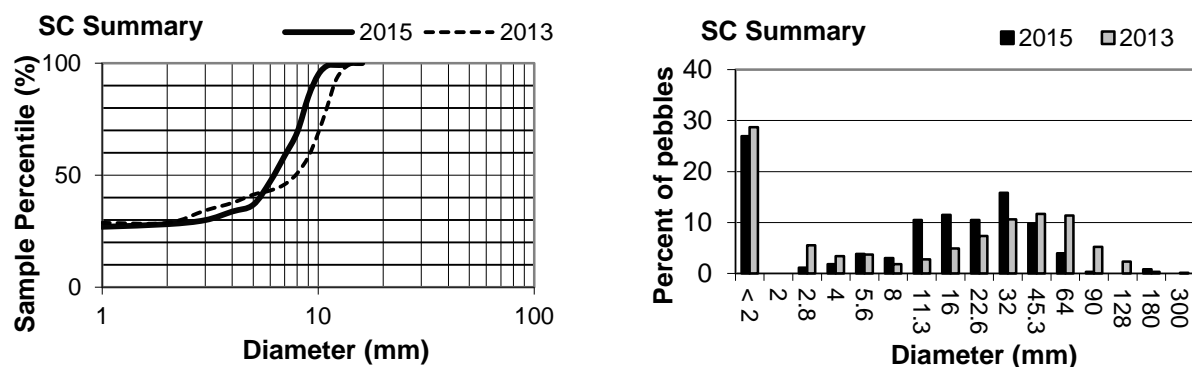 SC Summary
2015 2013
100
50
0
Sample Percentile (%)
1 10 100
Diameter (mm)
SC Summary
2015 2013
40
30
20
10
0
Percent of pebbles
< 2 2 2.8 4 5.6 8 11.3 16 22.6 32 45.3 64 90 128 180 300
Diameter (mm)